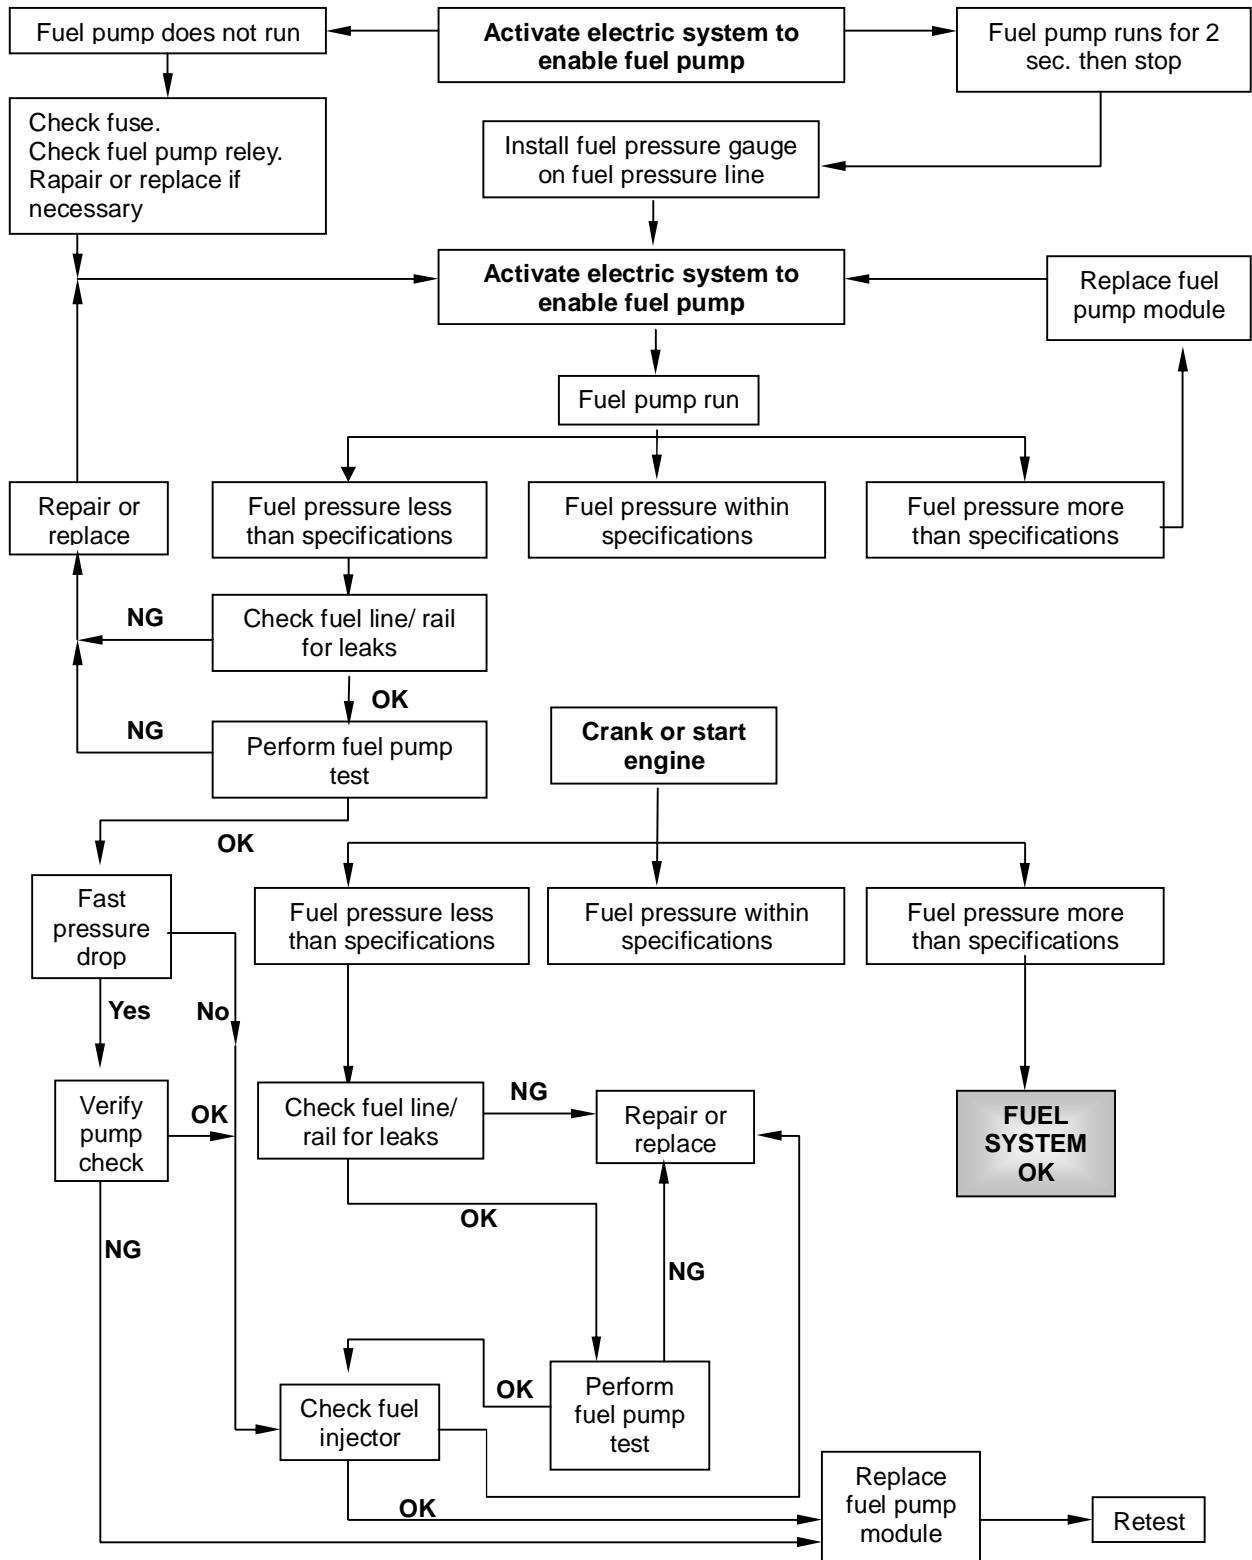 Fuel pump does not run
Activate electric system to
enable fuel pump
Fuel pump runs for 2
sec. then stop
Check fuse.
Check fuel pump reley.
Rapair or replace if
necessary
Install fuel pressure gauge
on fuel pressure line
Activate electric system to
enable fuel pump
Replace fuel
pump module
Fuel pump run
Repair or
replace
Fuel pressure less
than specifications
Fuel pressure within
specifications
Fuel pressure more
than specifications
NG
Check fuel line/ rail
for leaks
OK
NG
Perform fuel pump
test
Crank or start
engine
OK
Fast
pressure
drop
Fuel pressure less
than specifications
Fuel pressure within
specifications
Fuel pressure more
than specifications
Yes
No
Verify
pump
check
OK
Check fuel line/
rail for leaks
NG
Repair or
replace
FUEL
SYSTEM
OK
OK
NG
NG
OK
Perform
fuel pump
test
Check fuel
injector
OK
Replace
fuel pump
module
Retest